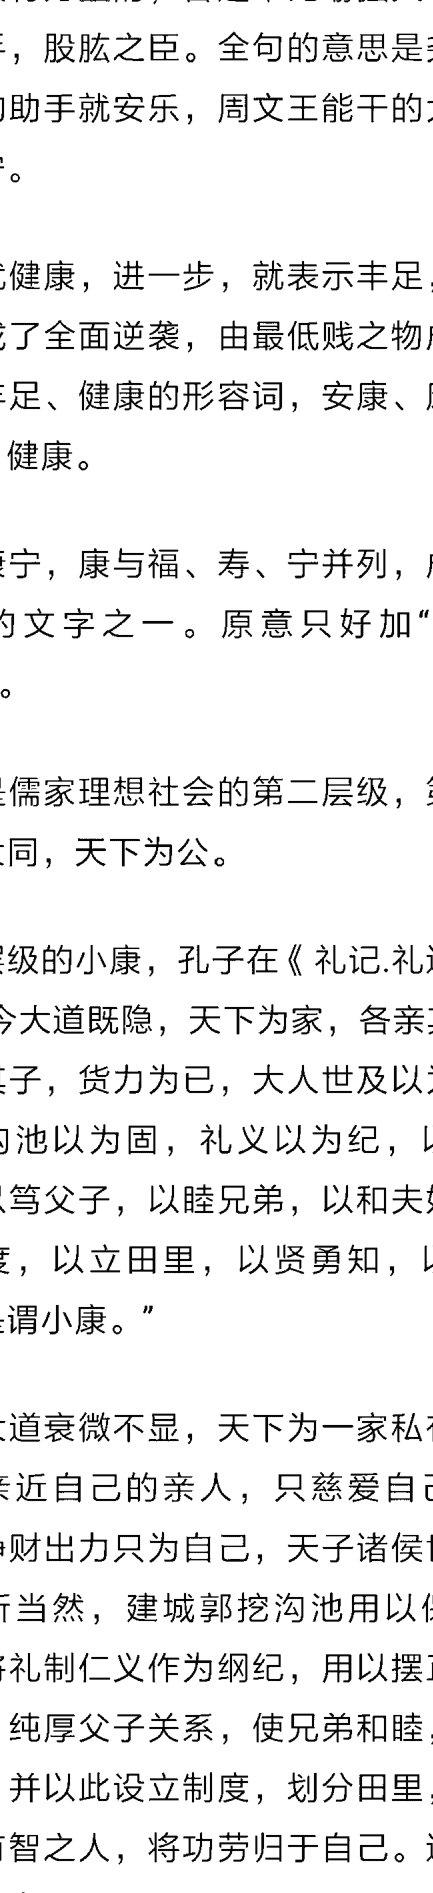 ，股肱之臣。全句的意思是
助手就安乐，周文王能干的
。
健康，进一步，就表示丰足，
了全面逆袭，由最低贱之物
足、健康的形容词，安康、
健康。
宁，康与福、寿、宁并列，
的文字之一。原意只好加“
。
儒家理想社会的第二层级，
同，天下为公。
级的小康，孔子在《礼记.礼
今大道既隐，天下为家，各亲
子，货力为已，大人世及以
池以为固，礼义以为纪，
笃父子，以睦兄弟，以和夫
度，以立田里，以贤勇知，
谓小康。”
道衰微不显，天下为一家私
亲近自己的亲人，只慈爱自己
财出力只为自己，天子诸侯
所当然，建城郭挖沟池用以
将礼制仁义作为纲纪，用以摆
纯厚父子关系，使兄弟和睦，
并以此设立制度，划分田里，
有智之人，将功劳归于自己。